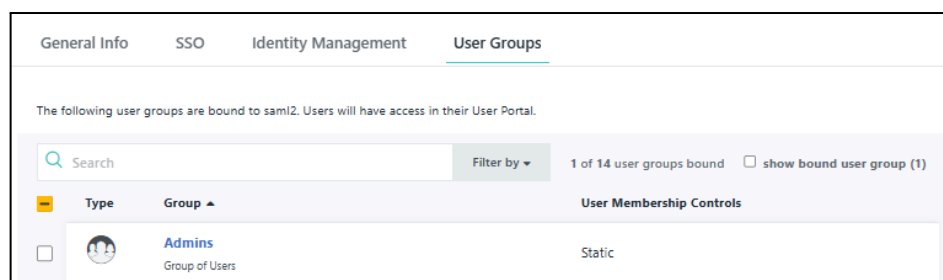 General Info SSO Identity Management User Groups
The following user groups are bound to saml2. Users will have access in their User Portal.
Search Filter by 1 of 14 user groups bound show bound user group (1)
Type Group User Membership Controls
Admins
Group of Users Static